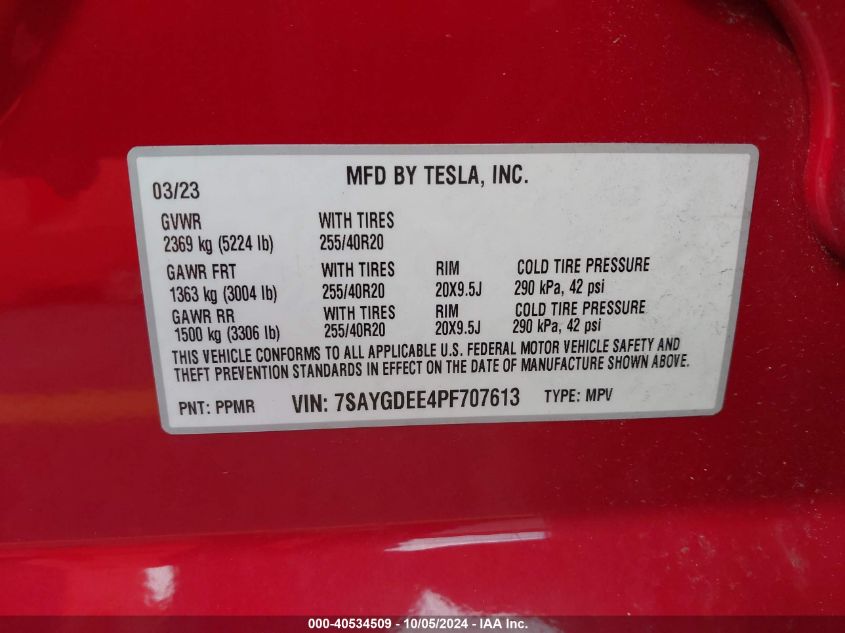 MFD BY TESLA, INC.
03/23
GVWR WITH TIRES
2369 kg (5224 lb) 255/40R20
GAWR FRT WITH TIRES RIM COLD TIRE PRESSURE
1363 kg (3004 lb) 255/40R20 20X9.5J 290 kPa, 42 psi
GAWR RR WITH TIRES RIM COLD TIRE PRESSURE
1500 kg (3306 lb) 255/40R20 20X9.5J 290 kPa, 42 psi
THIS VEHICLE CONFORMS TO ALL APPLICABLE U.S. FEDERAL MOTOR VEHICLE SAFETY AND
THEFT PREVENTION STANDARDS IN EFFECT ON THE DATE OF MANUFACTURE SHOWN ABOVE.
PNT: PPMR VIN: 7SAYGDEE4PF707613 TYPE: MPV
000-40534509 - 10/05/2024 - IAA Inc.